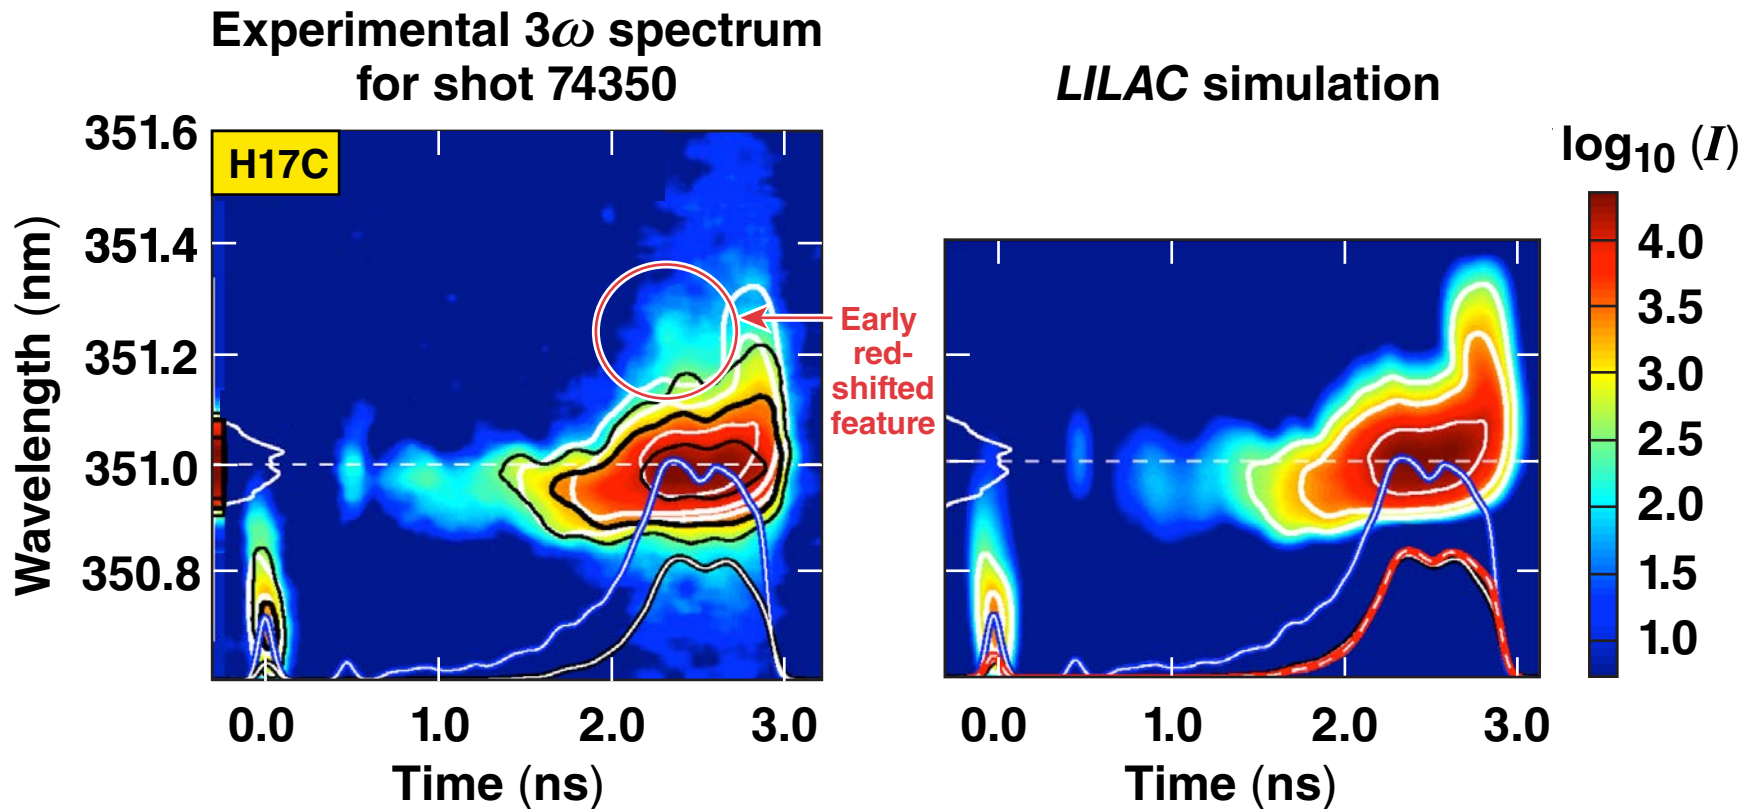 Experimental 3ω spectrum
for shot 74350
LILAC simulation
log₁₀ (I)
H17C
Wavelength (nm)
351.6
351.4
351.2
351.0
350.8
Early
red-
shifted
feature
4.0
3.5
3.0
2.5
2.0
1.5
1.0
0.0 1.0 2.0 3.0
Time (ns)
0.0 1.0 2.0 3.0
Time (ns)